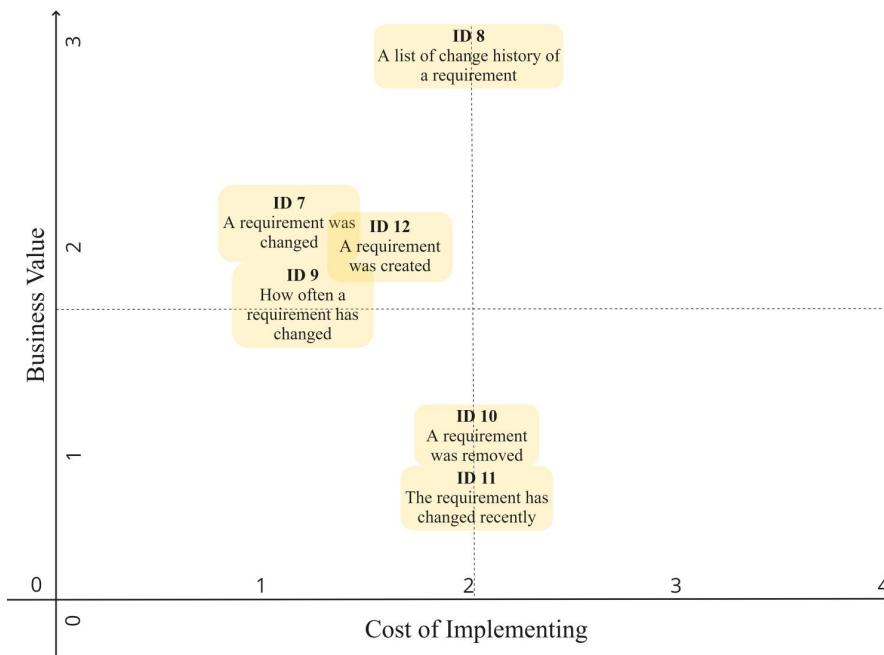 3
ID 8
A list of change history of
a requirement
ID 7
A requirement was
changed
ID 12
A requirement
was created
2
Business Value
ID 9
How often a
requirement has
changed
1
ID 10
A requirement
was removed
ID 11
The requirement has
changed recently
0 1 2 3 4
0
Cost of Implementing